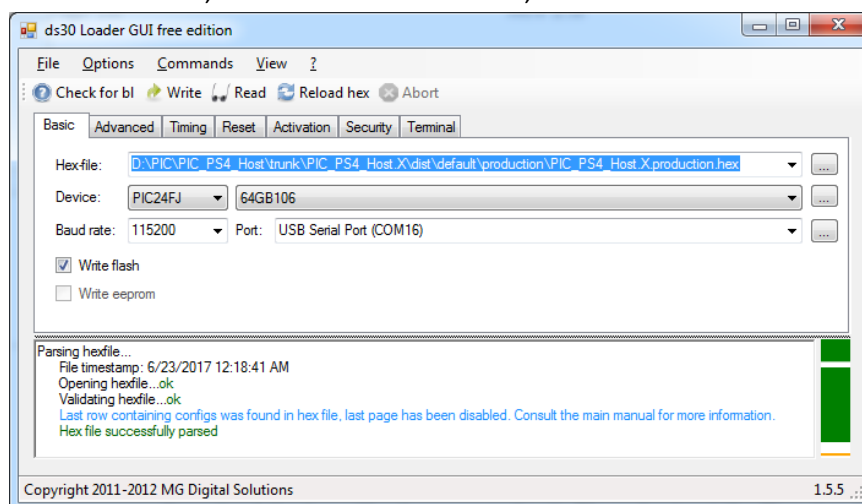 ds30 Loader GUI free edition
File Options Commands View ?
Check for bl Write Read Reload hex Abort
Basic Advanced Timing Reset Activation Security Terminal
Hex-file: D:\PIC\PIC_PS4_Host\trunk\PIC_PS4_Host.X\dist\default\production\PIC_PS4_Host.X.production.hex ...
Device: PIC24FJ 64GB106 ...
Baud rate: 115200 Port: USB Serial Port (COM16) ...
Write flash
Write eeprom
Parsing hexfile...
File timestamp: 6/23/2017 12:18:41 AM
Opening hexfile...ok
Validating hexfile...ok
Last row containing configs was found in hex file, last page has been disabled. Consult the main manual for more information.
Hex file successfully parsed
Copyright 2011-2012 MG Digital Solutions 1.5.5